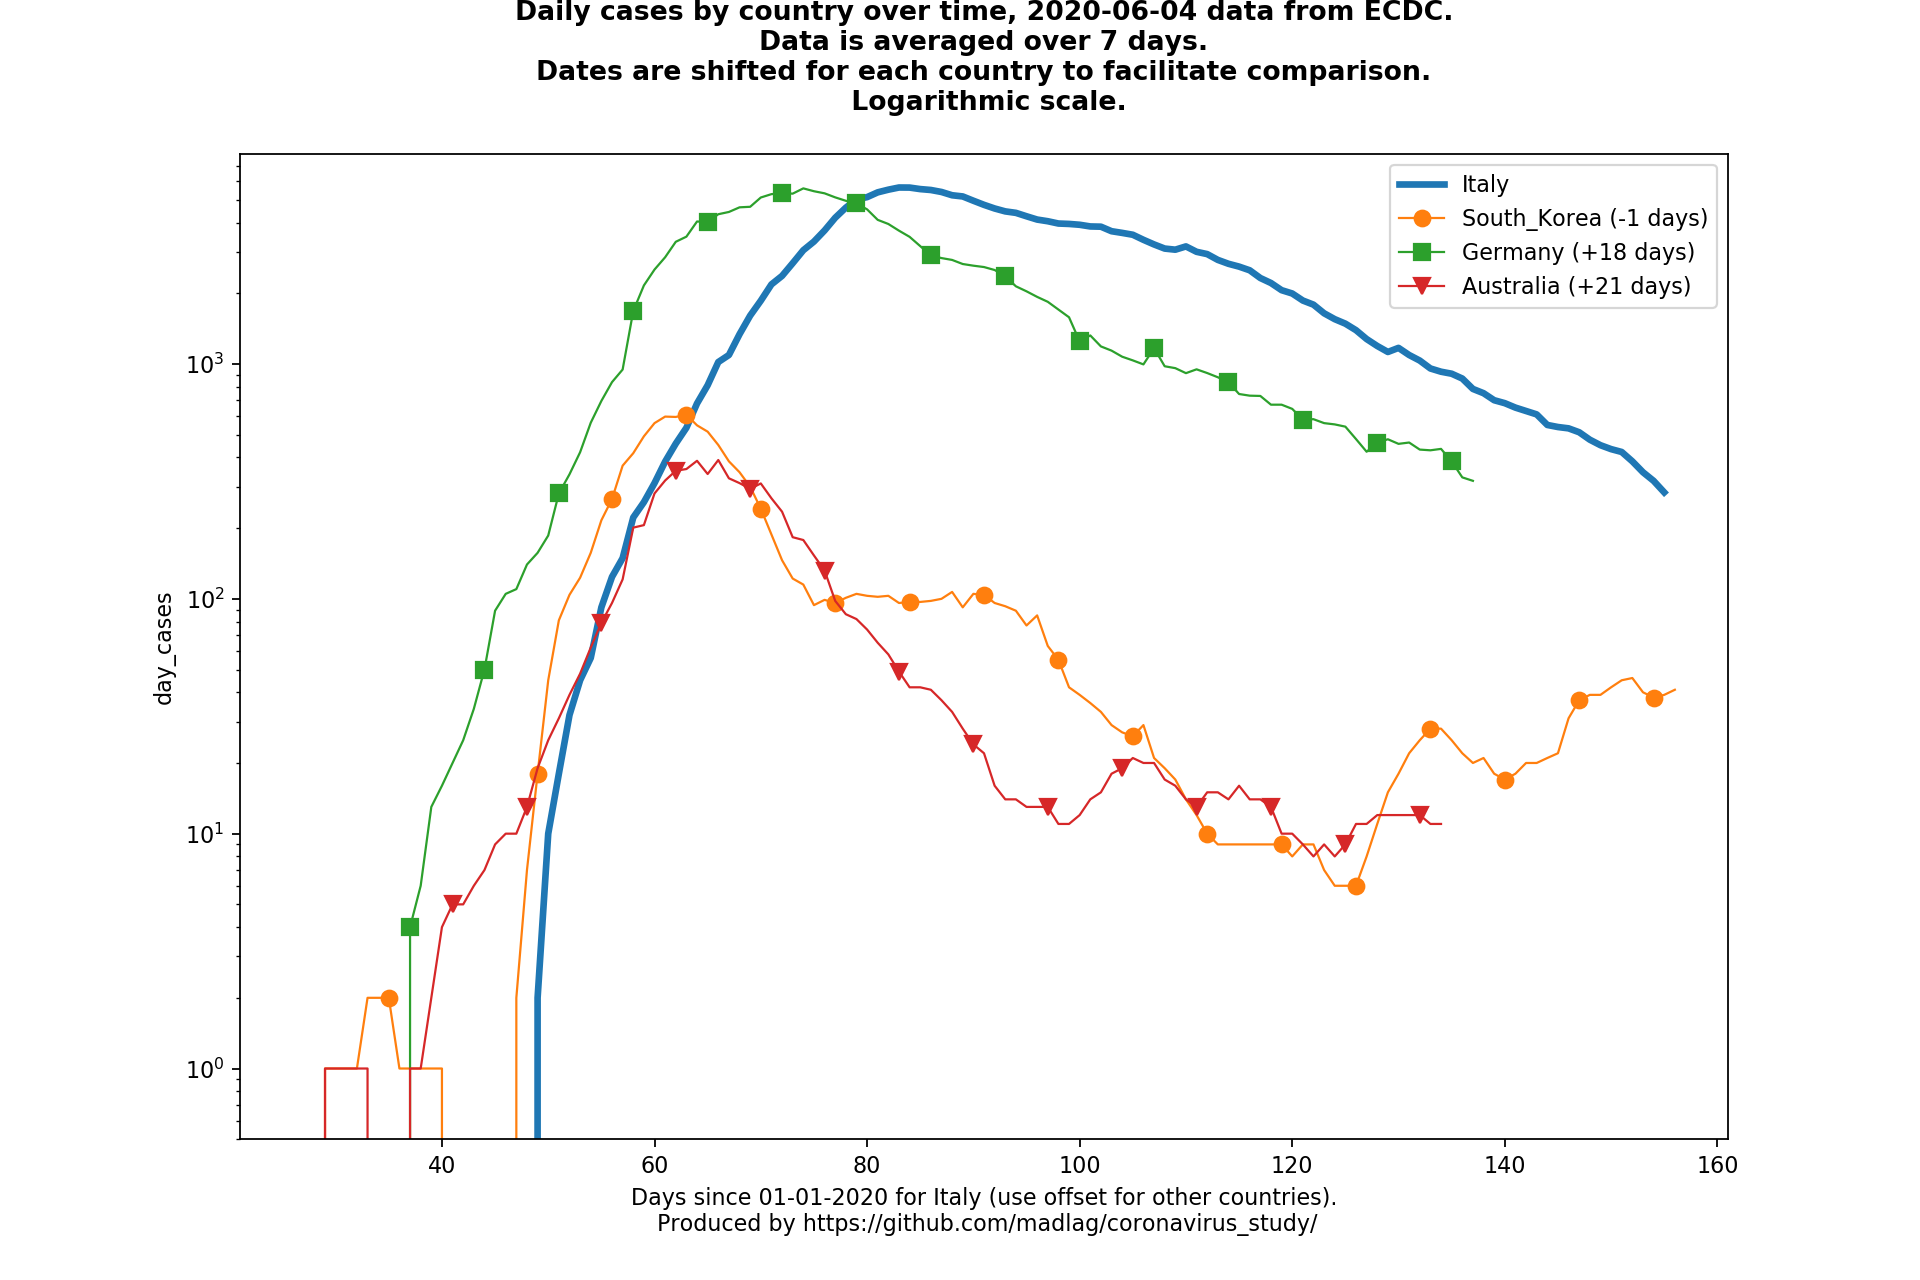 Daily cases by country over time, 2020-06-04 data from ECDC.
Data is averaged over 7 days.
Dates are shifted for each country to facilitate comparison.
Logarithmic scale.
Italy
South_Korea (-1 days)
Germany (+18 days)
Australia (+21 days)
day_cases
10³
10²
10¹
10⁰
40 60 80 100 120 140 160
Days since 01-01-2020 for Italy (use offset for other countries).
Produced by https://github.com/madlag/coronavirus_study/